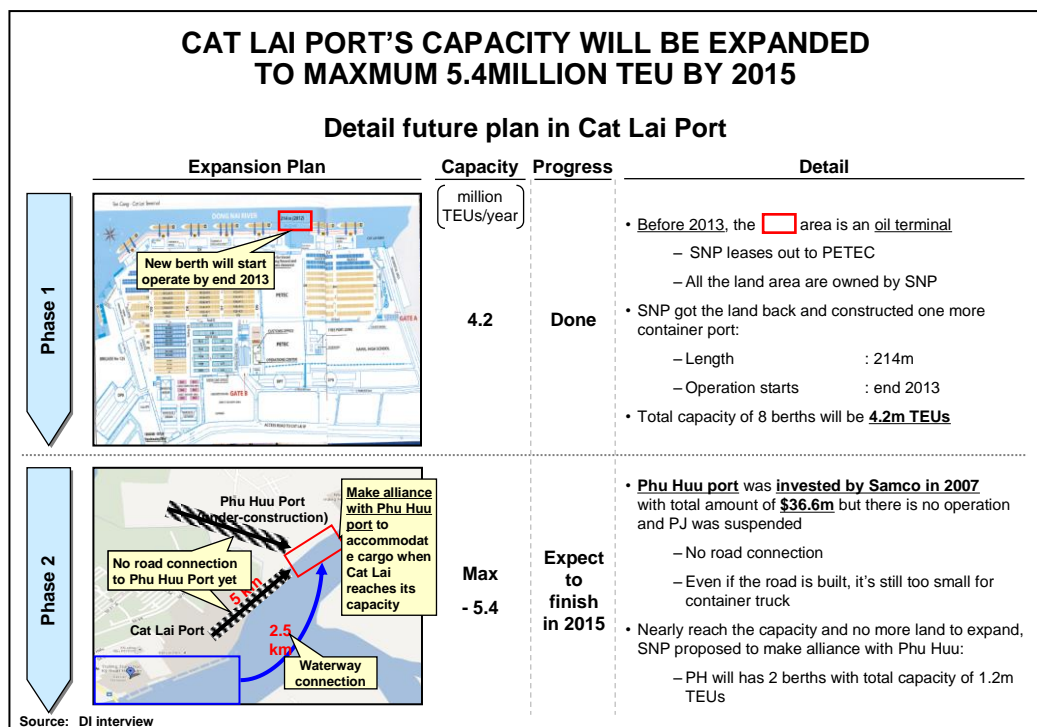 CAT LAI PORT'S CAPACITY WILL BE EXPANDED
TO MAXMUM 5.4MILLION TEU BY 2015
Detail future plan in Cat Lai Port
Expansion Plan
Capacity
Progress
Detail
million
TEUs/year
Phase 1
DONG NAI RIVER
New berth will start
operate by end 2013
PETEC
GATE A
PETEC
GATE B
4.2
Done
• Before 2013, the area is an oil terminal
– SNP leases out to PETEC
– All the land area are owned by SNP
• SNP got the land back and constructed one more
container port:
– Length : 214m
– Operation starts : end 2013
• Total capacity of 8 berths will be 4.2m TEUs
Phase 2
Phu Huu Port
(under-construction)
Make alliance
with Phu Huu
port to
accommodat
e cargo when
Cat Lai
reaches its
capacity
No road connection
to Phu Huu Port yet
5 Km
Cat Lai Port
2.5
km
Waterway
connection
Max
- 5.4
Expect
to
finish
in 2015
• Phu Huu port was invested by Samco in 2007
with total amount of $36.6m but there is no operation
and PJ was suspended
– No road connection
– Even if the road is built, it's still too small for
container truck
• Nearly reach the capacity and no more land to expand,
SNP proposed to make alliance with Phu Huu:
– PH will has 2 berths with total capacity of 1.2m
TEUs
Source: DI interview